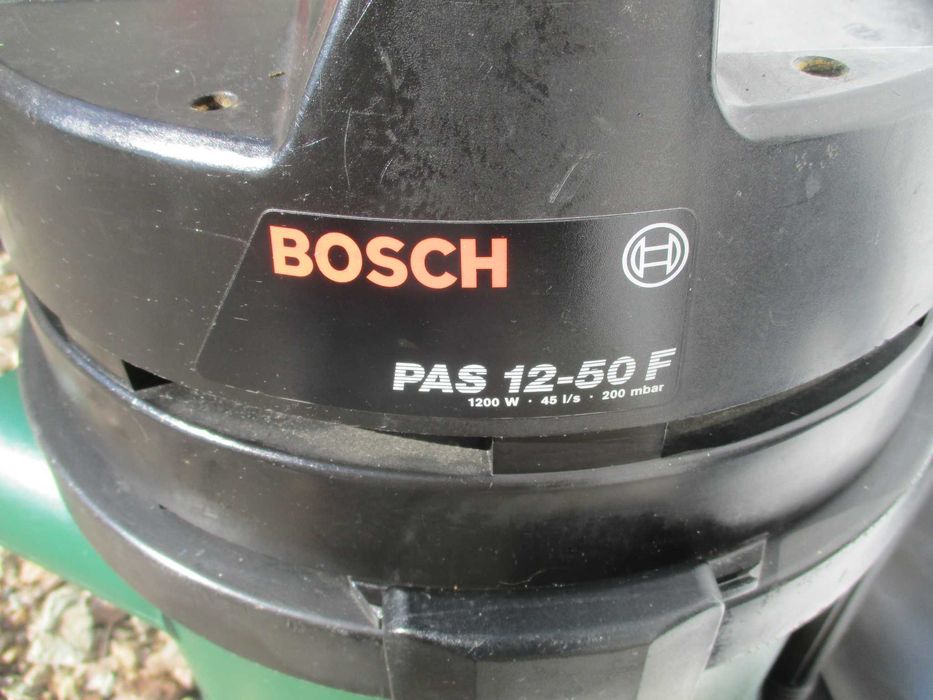 BOSCH
PAS 12-50 F
1200 W · 45 l/s · 200 mbar